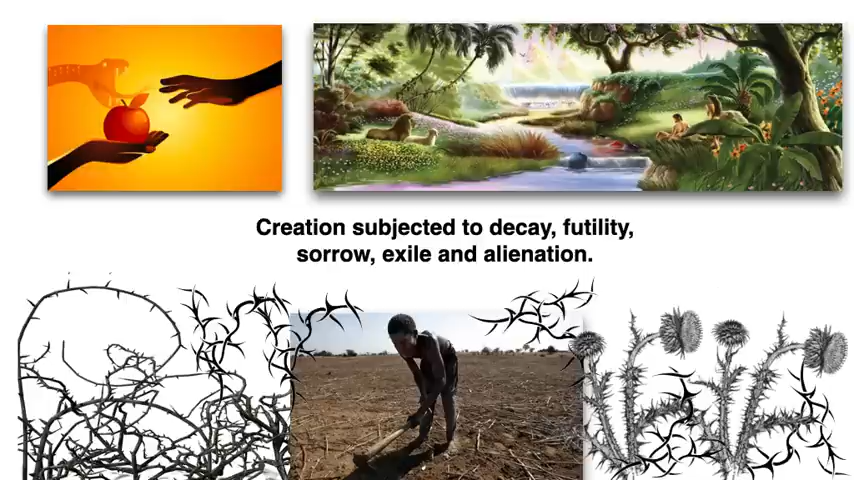 Creation subjected to decay, futility,
sorrow, exile and alienation.